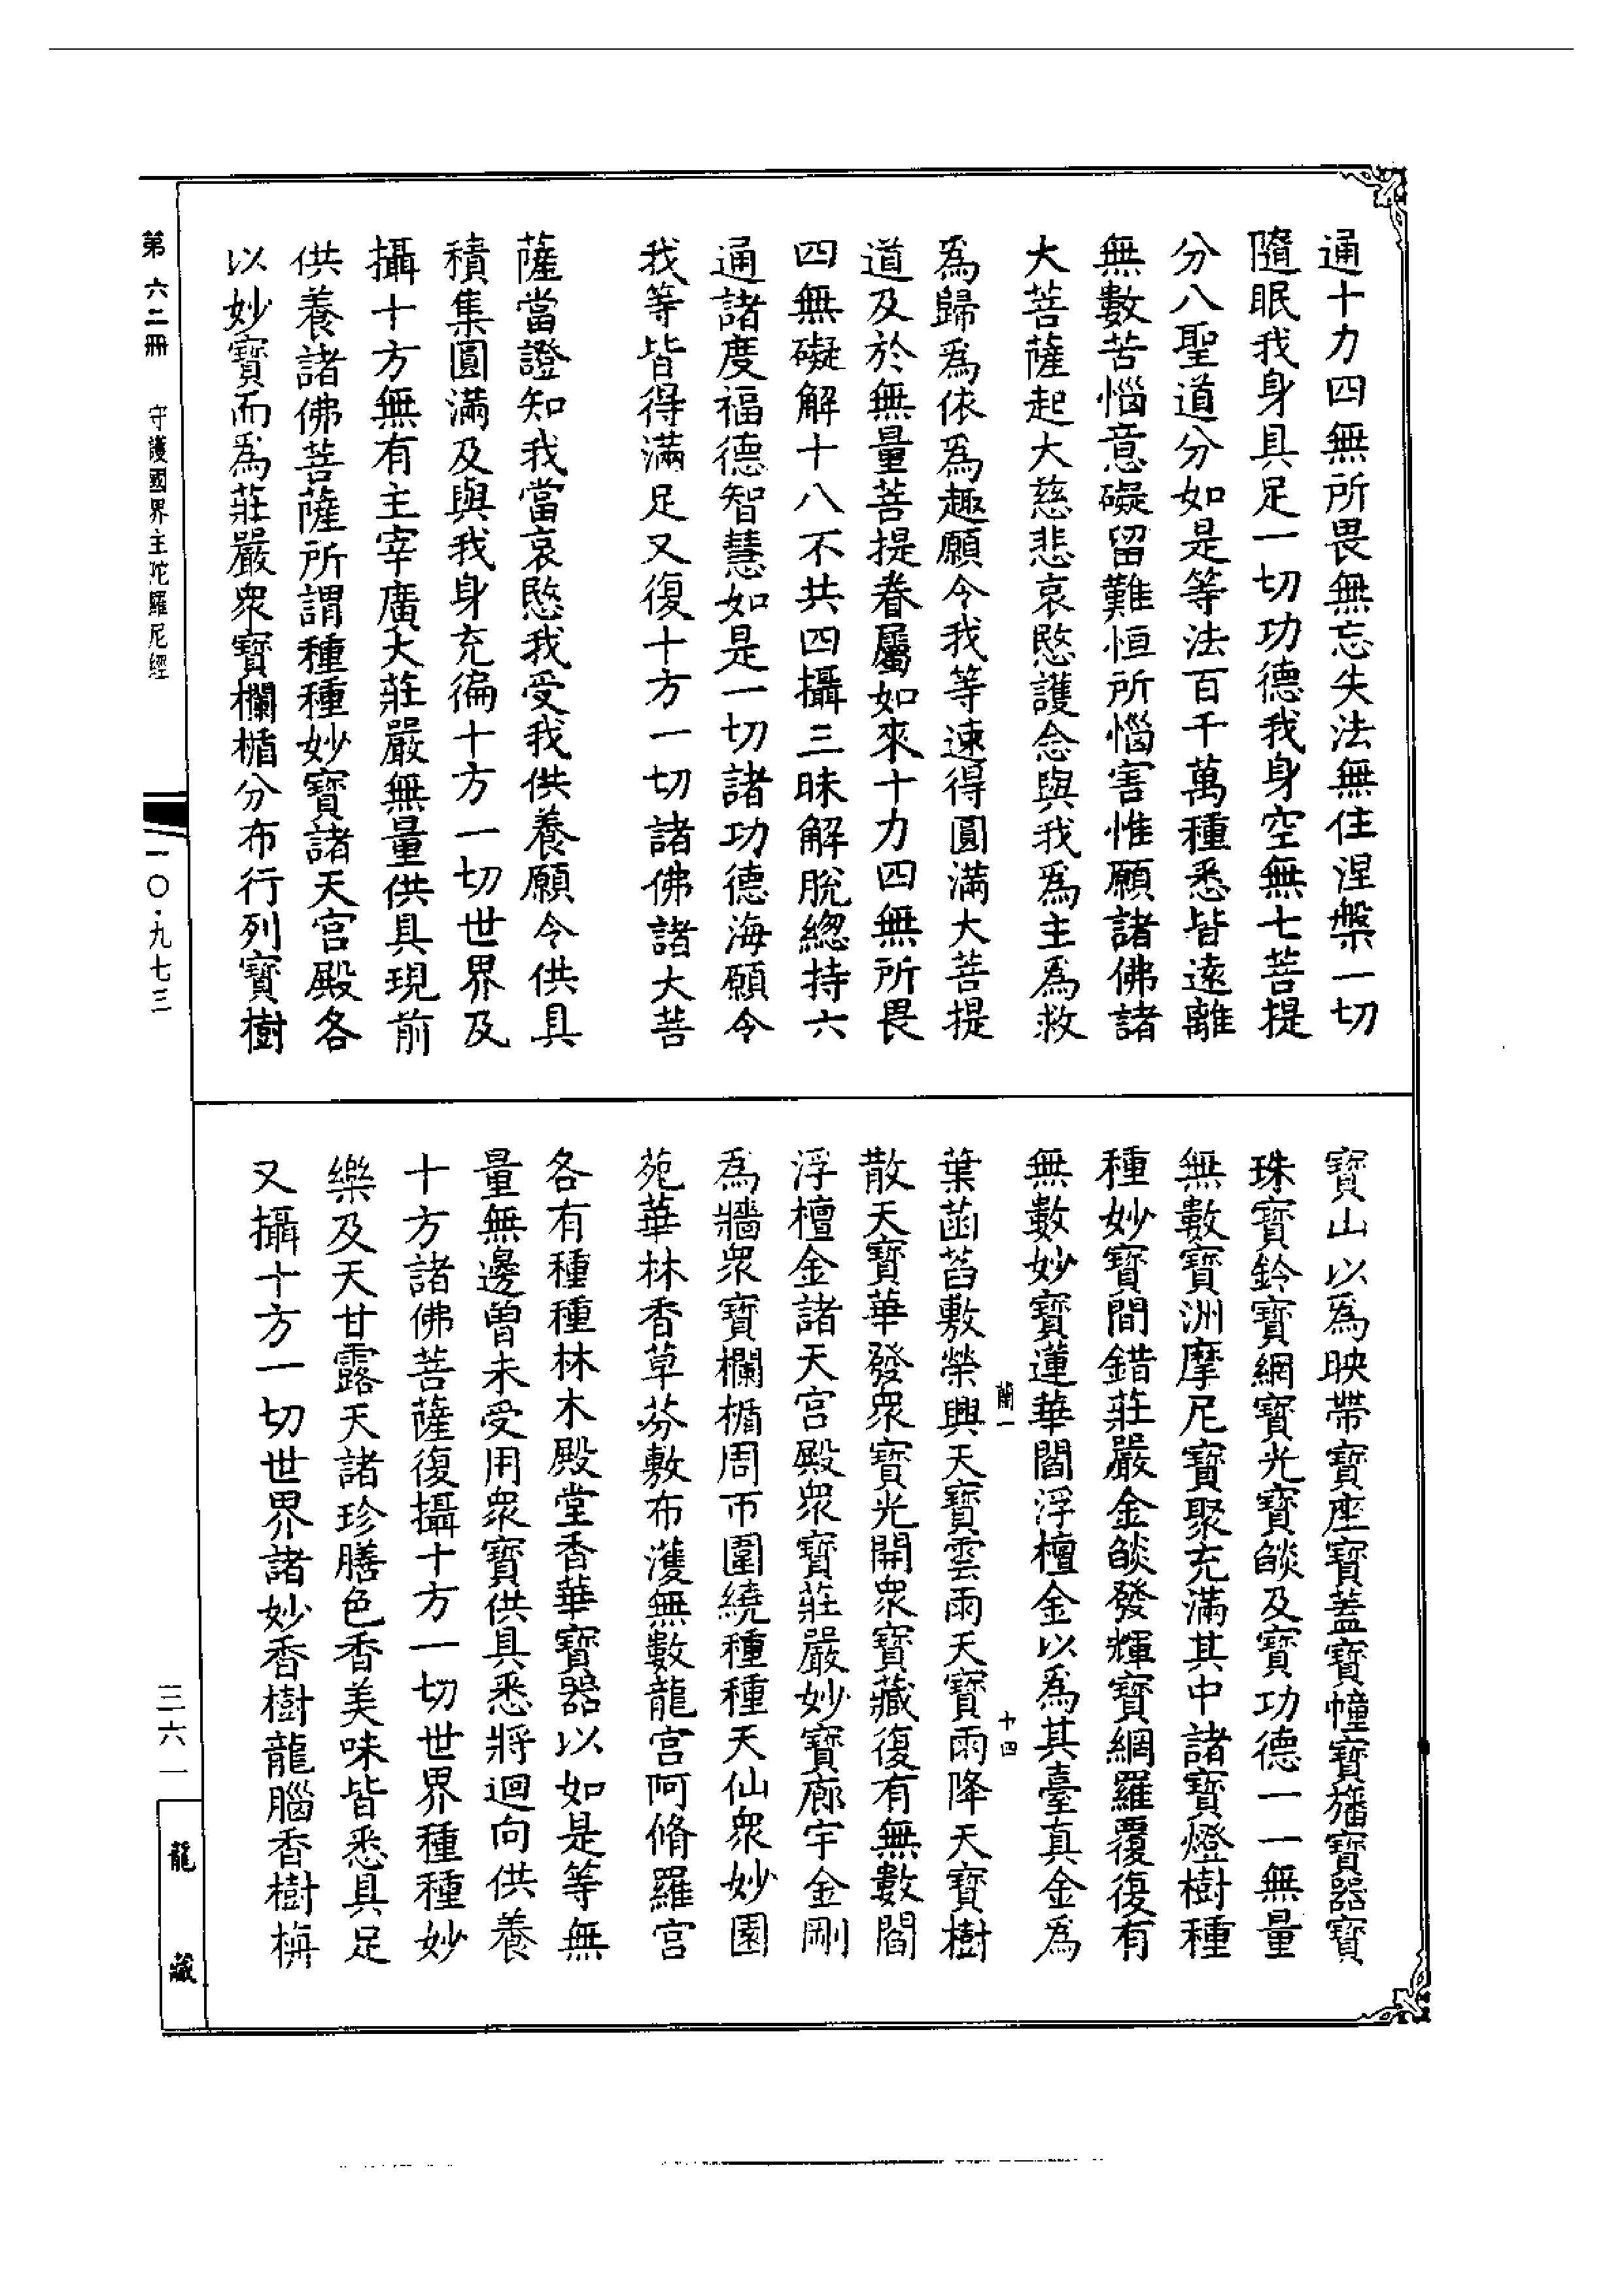 通十力四無所畏無忘失法無住涅槃一切
隨眠我身具足一切功德我身空無七菩提
分八聖道分如是等法百千萬種悉皆遠離
無數苦惱意礙留難恒所惱害惟願諸佛諸
大菩薩起大慈悲哀愍護念與我爲主爲救
爲歸爲依爲趣願令我等速得圓滿大菩提
道及於無量菩提眷屬如來十力四無所畏
四無礙解十八不共四攝三昧解脫總持六
通諸度福德智慧如是一切諸功德海願令
我等皆得滿足又復十方一切諸佛諸大菩
薩當證知我當哀愍我受我供養願令供具
積集圓滿及與我身充徧十方一切世界及
攝十方無有主宰廣大莊嚴無量供具現前
供養諸佛菩薩所謂種種妙寶諸天宮殿各
以妙寶而爲莊嚴衆寶欄楯分布行列寶樹
寶山以爲映帶寶座寶蓋寶幢寶旛寶器寶
珠寶鈴寶網寶光寶燄及寶功德一一無量
無數寶洲摩尼寶聚充滿其中諸寶燈樹種
種妙寶間錯莊嚴金燄發輝寶網羅覆復有
無數妙寶蓮華閻浮檀金以爲其臺真金爲
蘭一 十四
葉菡萏敷榮興天寶雲雨天寶雨降天寶樹
散天寶華發衆寶光開衆寶藏復有無數閻
浮檀金諸天宮殿衆寶莊嚴妙寶廊宇金剛
爲牆衆寶欄楯周帀圍繞種種天仙衆妙園
苑華林香草芬敷布濩無數龍宮阿脩羅宮
各有種種林木殿堂香華寶器以如是等無
量無邊曾未受用衆寶供具悉將迴向供養
十方諸佛菩薩復攝十方一切世界種種妙
樂及天甘露天諸珍膳色香美味皆悉具足
又攝十方一切世界諸妙香樹龍腦香樹栴
第六二冊 守護國界主陀羅尼經
一〇·九七三
三六一
龍藏